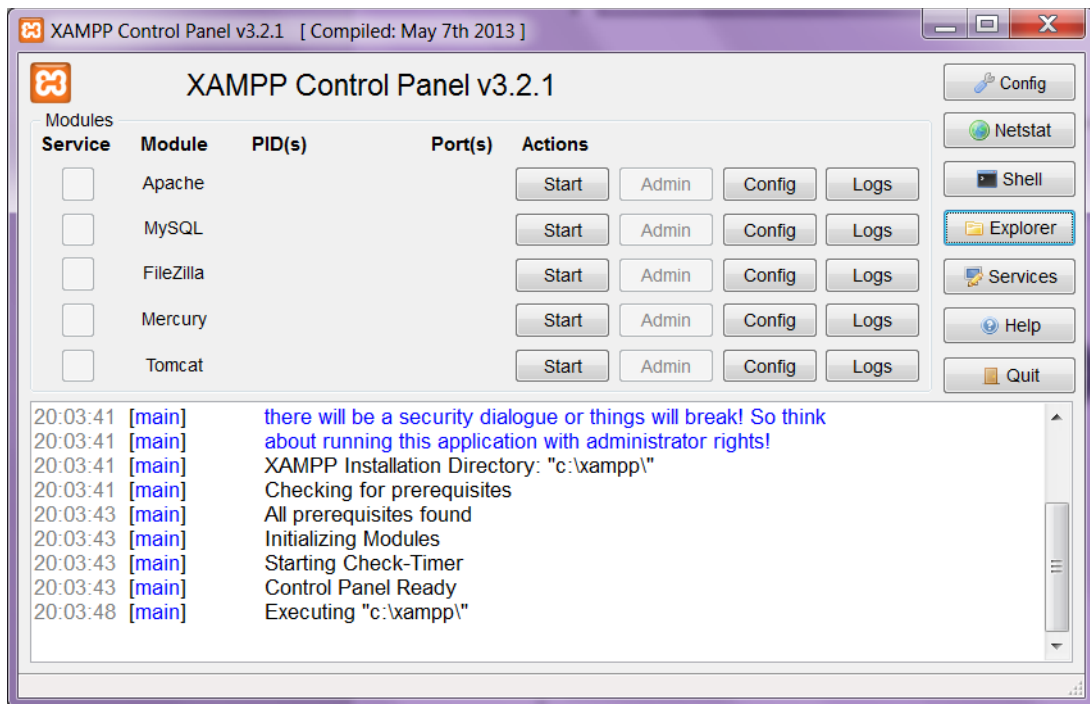 XAMPP Control Panel v3.2.1 [ Compiled: May 7th 2013 ]
XAMPP Control Panel v3.2.1
Config
Modules
Service Module PID(s) Port(s) Actions
Netstat
Apache Start Admin Config Logs
Shell
MySQL Start Admin Config Logs
Explorer
FileZilla Start Admin Config Logs
Services
Mercury Start Admin Config Logs
Help
Tomcat Start Admin Config Logs
Quit
20:03:41 [main] there will be a security dialogue or things will break! So think
20:03:41 [main] about running this application with administrator rights!
20:03:41 [main] XAMPP Installation Directory: "c:\xampp\"
20:03:41 [main] Checking for prerequisites
20:03:43 [main] All prerequisites found
20:03:43 [main] Initializing Modules
20:03:43 [main] Starting Check-Timer
20:03:43 [main] Control Panel Ready
20:03:48 [main] Executing "c:\xampp\"